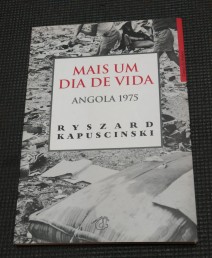 MAIS UM
DIA DE VIDA
ANGOLA 1975
RYSZARD
KAPUSCINSKI